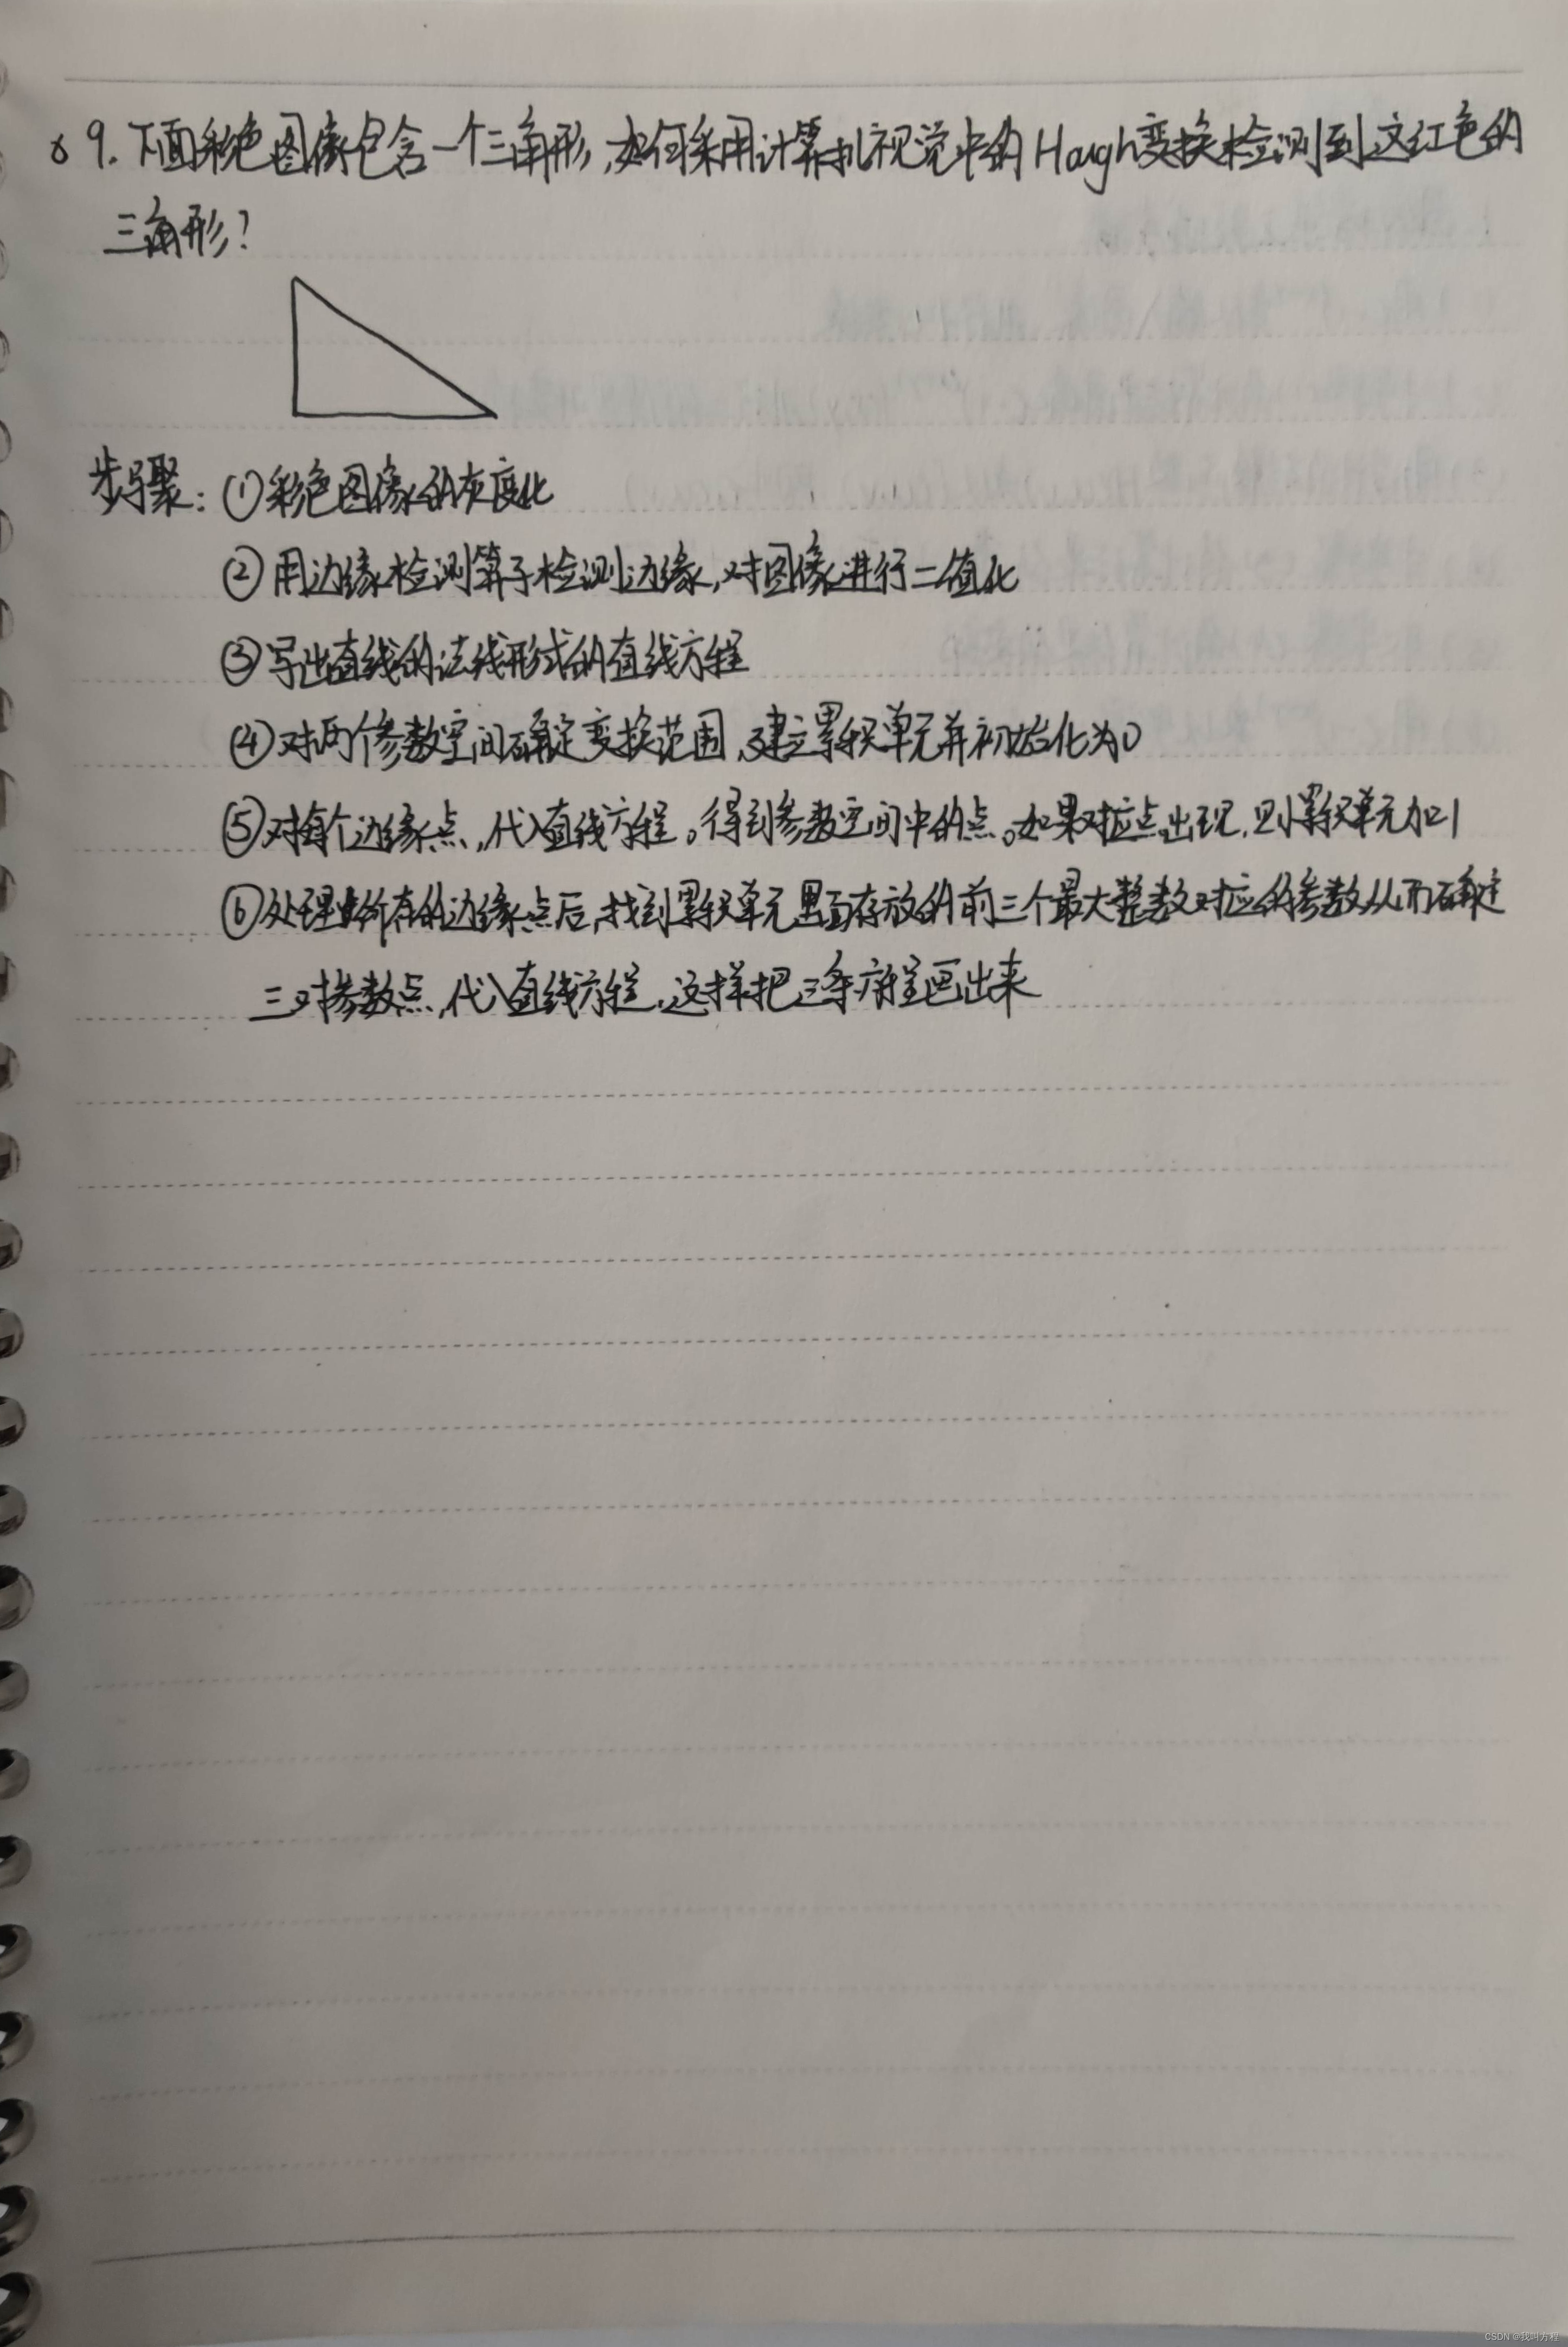 69. 下面彩色图像包含一个三角形,如何采用计算机视觉中的Hough变换检测到这红色的
三角形?
步骤:①彩色图像的灰度化
②用边缘检测算子检测边缘,对图像进行二值化
③写出直线的法线形式的直线方程
④对两个参数空间确定变换范围,建立累积单元并初始化为0
⑤对每个边缘点,代入直线方程。得到参数空间中的点。如果对应点出现,则累积单元加1
⑥处理所有的边缘点后,找到累积单元里面存放的前三个最大整数对应的参数,从而确定
三对参数点,代入直线方程,这样把三条方程画出来
CSDN @我叫方程